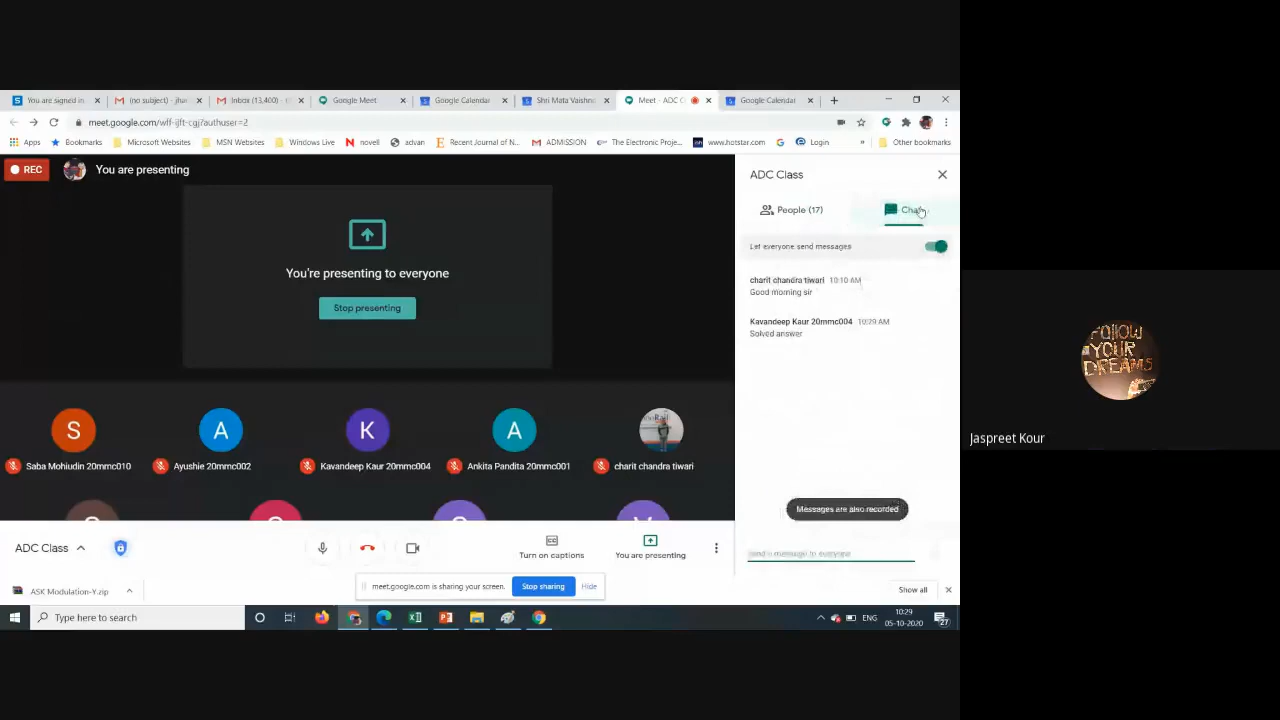 You are signed in
(no subject) - jha
Inbox (13,400) -
Google Meet
Google Calendar
Shri Mata Vaishn
Meet - ADC C
Google Calendar
meet.google.com/wff-ijft-cgj?authuser=2
Apps
Bookmarks
Microsoft Websites
MSN Websites
Windows Live
novell
advan
Recent Journal of N...
ADMISSION
The Electronic Proje...
www.hotstar.com
Login
»
Other bookmarks
REC
You are presenting
ADC Class
People (17)
Chat
You're presenting to everyone
Stop presenting
Let everyone send messages
charit chandra tiwari 10:10 AM
Good morning sir
Kavandeep Kaur 20mmc004 10:29 AM
Solved answer
FOLLOW
YOUR
DREAMS
Jaspreet Kour
S
A
K
A
Saba Mohiudin 20mmc010
Ayushie 20mmc002
Kavandeep Kaur 20mmc004
Ankita Pandita 20mmc001
charit chandra tiwari
Messages are also recorded
Send a message to everyone
ADC Class
Turn on captions
You are presenting
meet.google.com is sharing your screen.
Stop sharing
Hide
ASK Modulation-Y.zip
Show all
Type here to search
ENG
10:29
05-10-2020
27